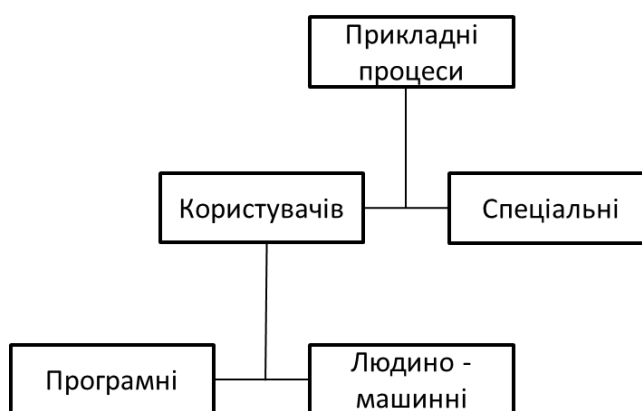 Прикладні
процеси
Користувачів
Спеціальні
Програмні
Людино -
машинні